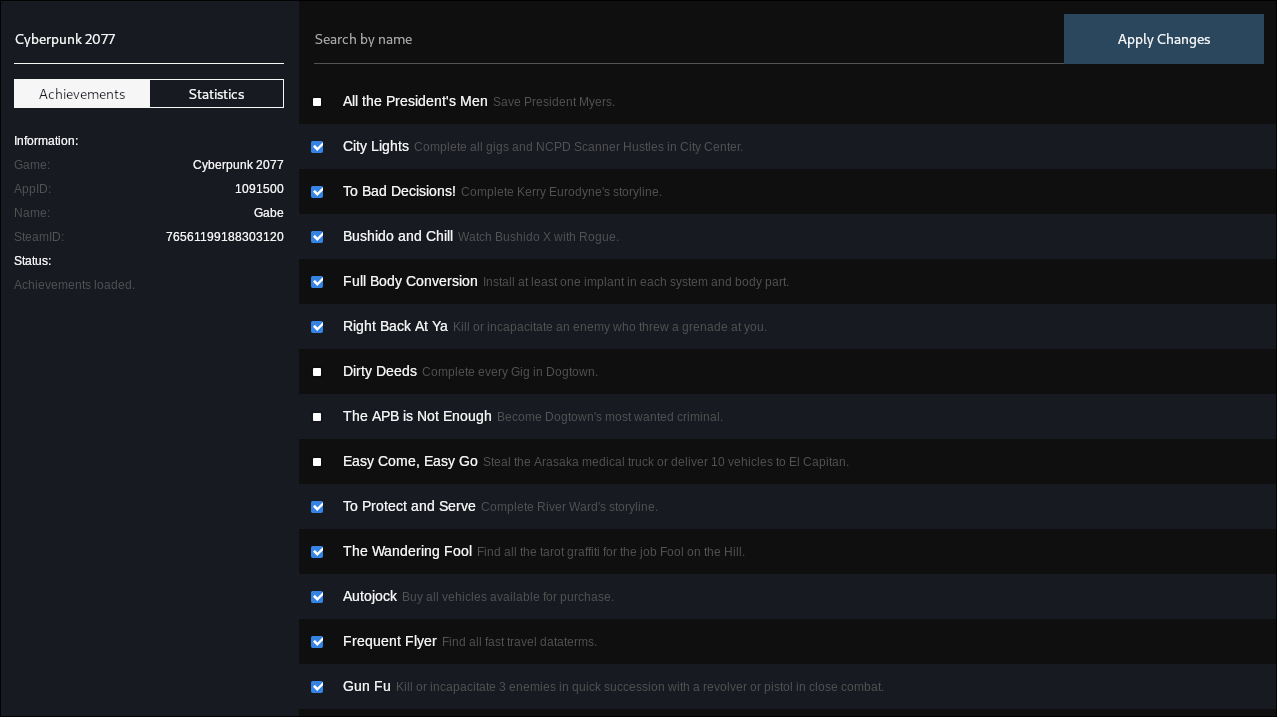 Cyberpunk 2077
Achievements Statistics
Information:
Game: Cyberpunk 2077
AppID: 1091500
Name: Gabe
SteamID: 76561199188303120
Status:
Achievements loaded.
Search by name
Apply Changes
All the President's Men Save President Myers.
City Lights Complete all gigs and NCPD Scanner Hustles in City Center.
To Bad Decisions! Complete Kerry Eurodyne's storyline.
Bushido and Chill Watch Bushido X with Rogue.
Full Body Conversion Install at least one implant in each system and body part.
Right Back At Ya Kill or incapacitate an enemy who threw a grenade at you.
Dirty Deeds Complete every Gig in Dogtown.
The APB is Not Enough Become Dogtown's most wanted criminal.
Easy Come, Easy Go Steal the Arasaka medical truck or deliver 10 vehicles to El Capitan.
To Protect and Serve Complete River Ward's storyline.
The Wandering Fool Find all the tarot graffiti for the job Fool on the Hill.
Autojock Buy all vehicles available for purchase.
Frequent Flyer Find all fast travel dataterms.
Gun Fu Kill or incapacitate 3 enemies in quick succession with a revolver or pistol in close combat.